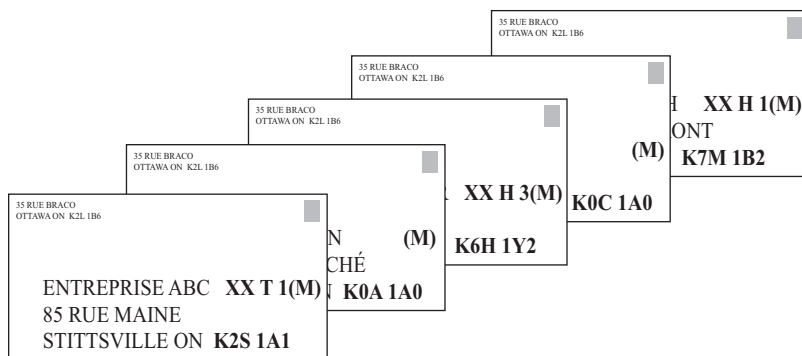 35 RUE BRACO
OTTAWA ON K2L 1B6
XX H 1(M)
ONT
K7M 1B2
35 RUE BRACO
OTTAWA ON K2L 1B6
(M)
K0C 1A0
35 RUE BRACO
OTTAWA ON K2L 1B6
XX H 3(M)
K6H 1Y2
35 RUE BRACO
OTTAWA ON K2L 1B6
N (M)
CHÉ
K0A 1A0
35 RUE BRACO
OTTAWA ON K2L 1B6
ENTREPRISE ABC XX T 1(M)
85 RUE MAINE
STITTSVILLE ON K2S 1A1